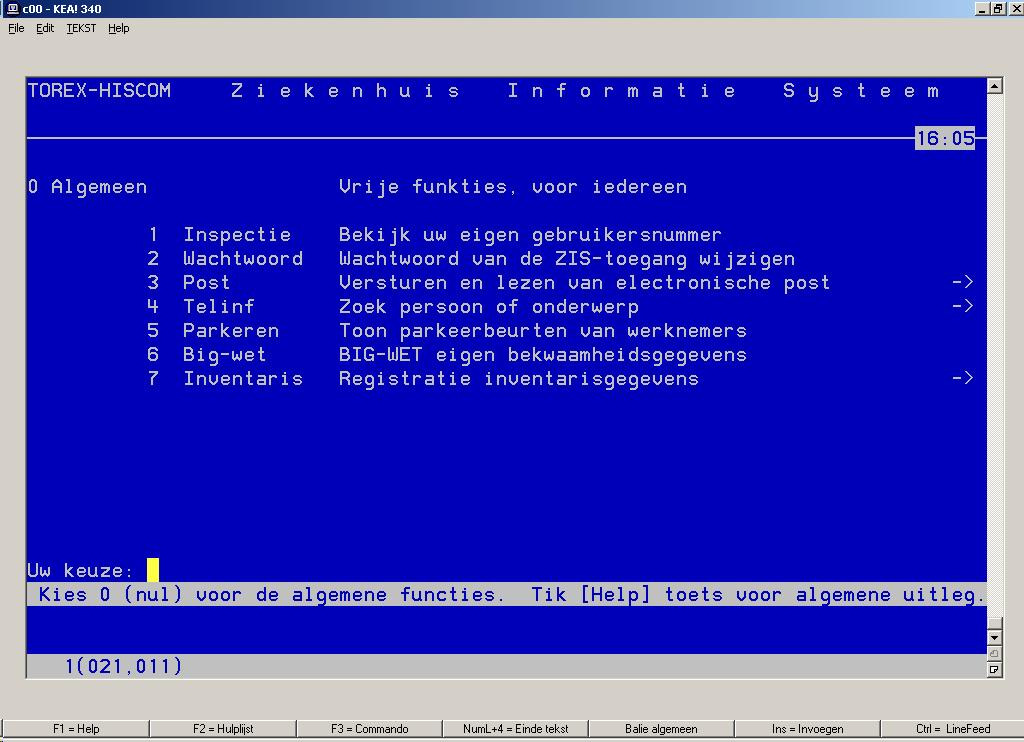 c00 - KEA! 340
File Edit TEKST Help
TOREX-HISCOM Z i e k e n h u i s I n f o r m a t i e S y s t e e m
16:05
0 Algemeen Vrije funkties, voor iedereen
1 Inspectie Bekijk uw eigen gebruikersnummer
2 Wachtwoord Wachtwoord van de ZIS-toegang wijzigen
3 Post Versturen en lezen van electronische post ->
4 Telinf Zoek persoon of onderwerp ->
5 Parkeren Toon parkeerbeurten van werknemers
6 Big-wet BIG-WET eigen bekwaamheidsgegevens
7 Inventaris Registratie inventarisgegevens ->
Uw keuze:
Kies 0 (nul) voor de algemene functies. Tik [Help] toets voor algemene uitleg.
1(021,011)
F1 = Help F2 = Hulplijst F3 = Commando NumL+4 = Einde tekst Balie algemeen Ins = Invoegen Ctrl = LineFeed